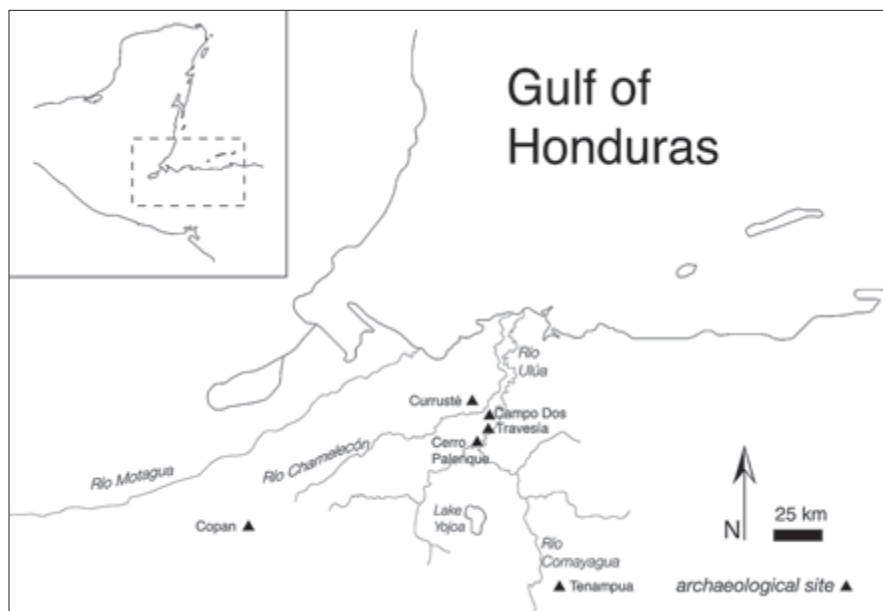 Gulf of
Honduras
Río
Ulúa
Currusté
Campo Dos
Travesía
Cerro
Palenque
Río Chamelecón
Río Motagua
Copan
Lake
Yojoa
Río
Comayagua
Tenampua
N
25 km
archaeological site